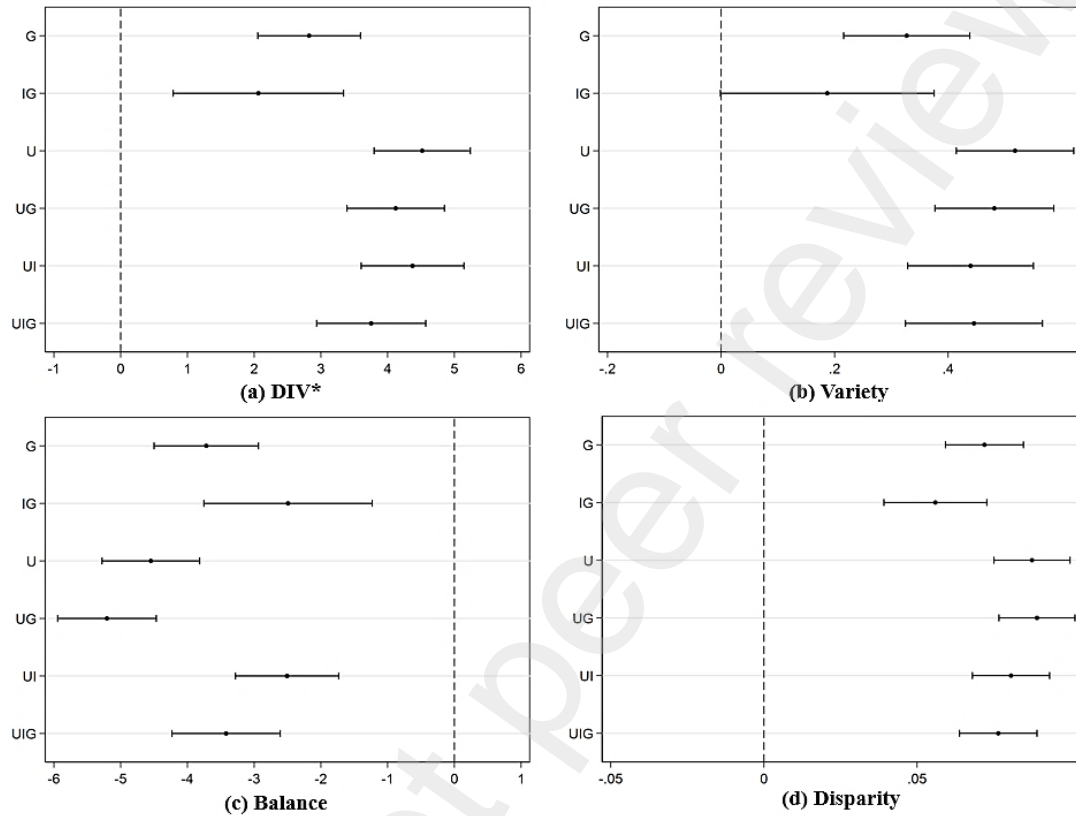 G
IG
U
UG
UI
UIG
-1 0 1 2 3 4 5 6
(a) DIV*
G
IG
U
UG
UI
UIG
-.2 0 .2 .4
(b) Variety
G
IG
U
UG
UI
UIG
-6 -5 -4 -3 -2 -1 0 1
(c) Balance
G
IG
U
UG
UI
UIG
-.05 0 .05
(d) Disparity
peer review